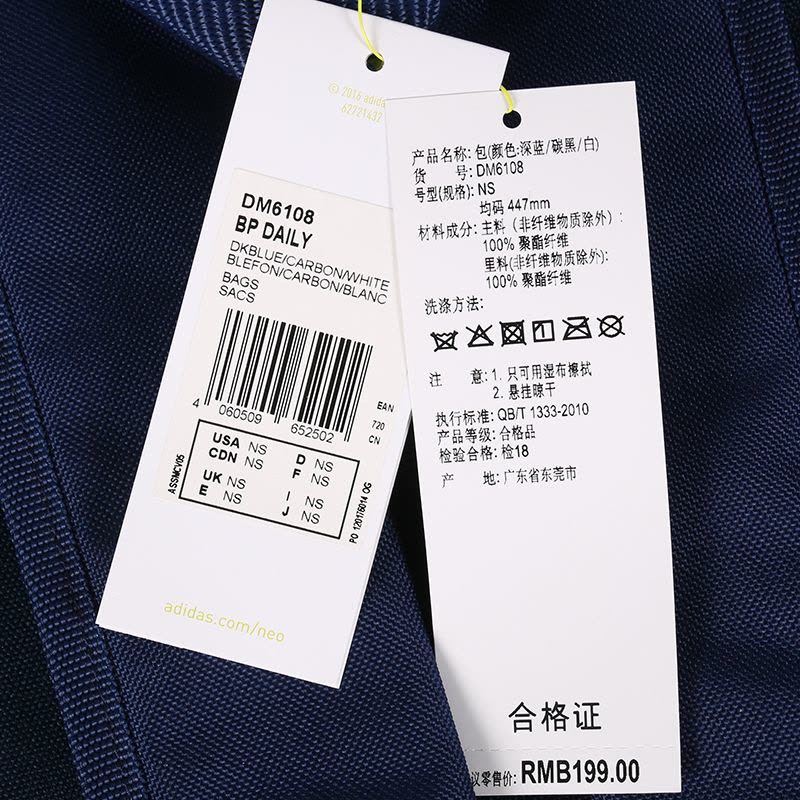 © 2016 adidas
62721432
DM6108
BP DAILY
DKBLUE/CARBON/WHITE
BLEFON/CARBON/BLANC
BAGS
SACS
4 060509 652502
EAN
720
CN
USA NS
CDN NS
UK NS
E NS
D NS
F NS
I NS
J NS
ASSMCV05
PO 120176014 OG
adidas.com/neo
产品名称: 包(颜色:深蓝/碳黑/白)
货 号: DM6108
号型(规格): NS
均码 447mm
材料成分: 主料（非纤维物质除外）:
100% 聚酯纤维
里料(非纤维物质除外):
100% 聚酯纤维
洗涤方法:
注 意: 1. 只可用湿布擦拭
2. 悬挂晾干
执行标准: QB/T 1333-2010
产品等级: 合格品
检验合格: 检18
产 地: 广东省东莞市
合格证
议零售价: RMB199.00